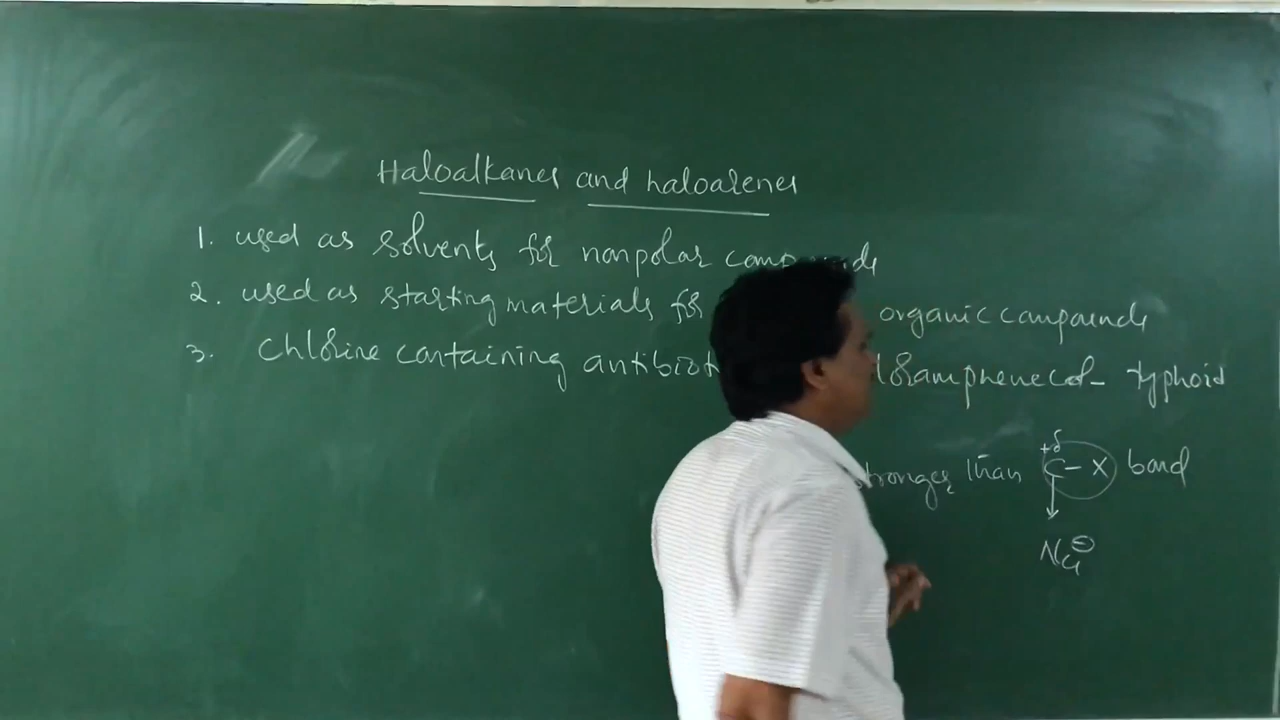 Haloalkanes and haloarenes
1. used as solvents for nonpolar compounds
2. used as starting materials for organic compounds
3. Chlorine containing antibiot loramphenecol - typhoid
stronger than +δ C - X bond
Nu⊖